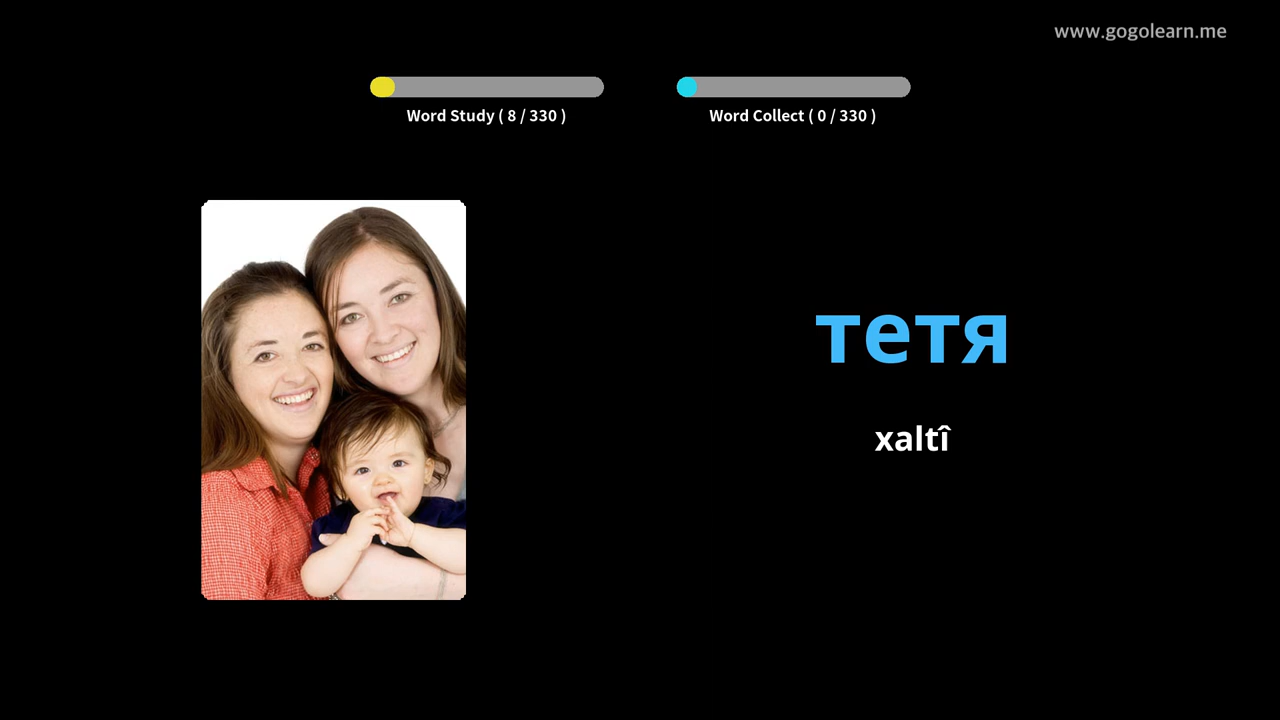 www.gogolearn.me
Word Study ( 8 / 330 )
Word Collect ( 0 / 330 )
тетя
xaltî